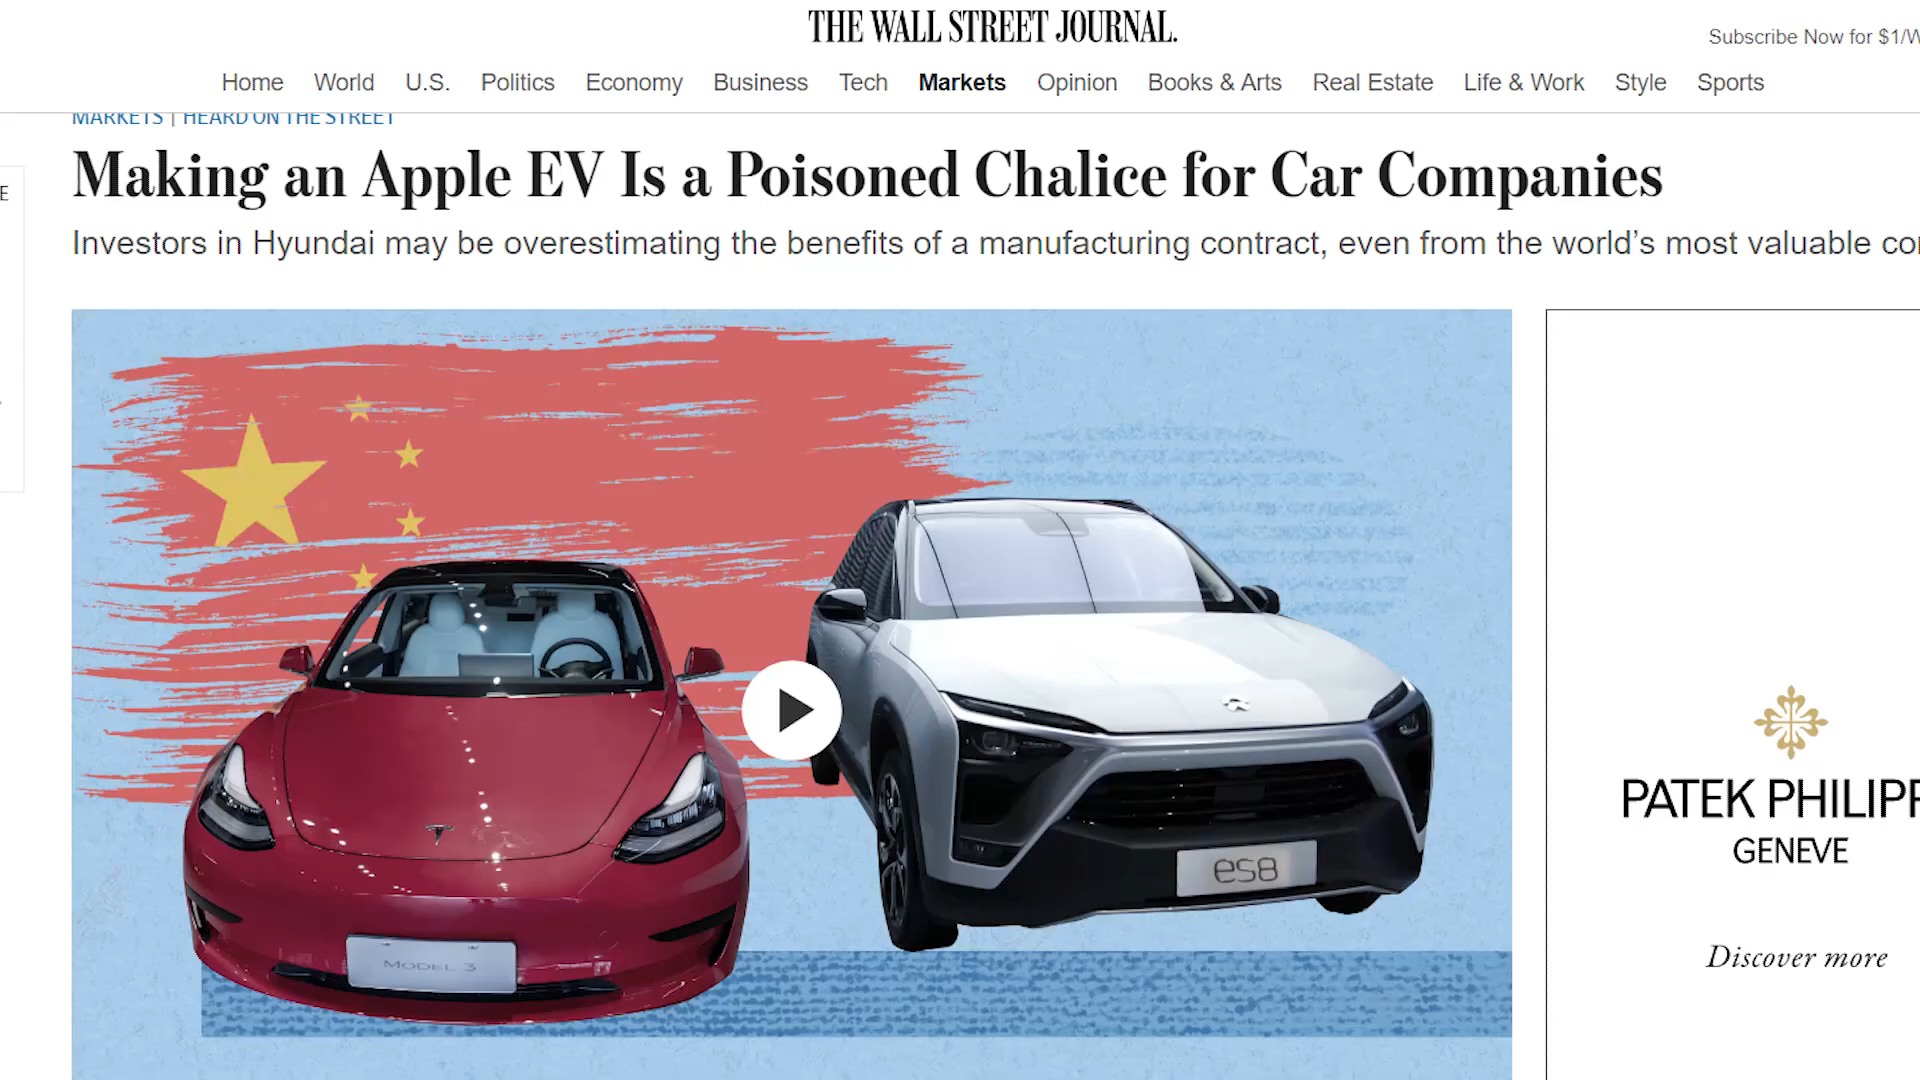 THE WALL STREET JOURNAL.
Subscribe Now for $1/W
Home World U.S. Politics Economy Business Tech Markets Opinion Books & Arts Real Estate Life & Work Style Sports
MARKETS | HEARD ON THE STREET
E
Making an Apple EV Is a Poisoned Chalice for Car Companies
Investors in Hyundai may be overestimating the benefits of a manufacturing contract, even from the world's most valuable co
es8
MODEL 3
PATEK PHILIPP
GENEVE
Discover more